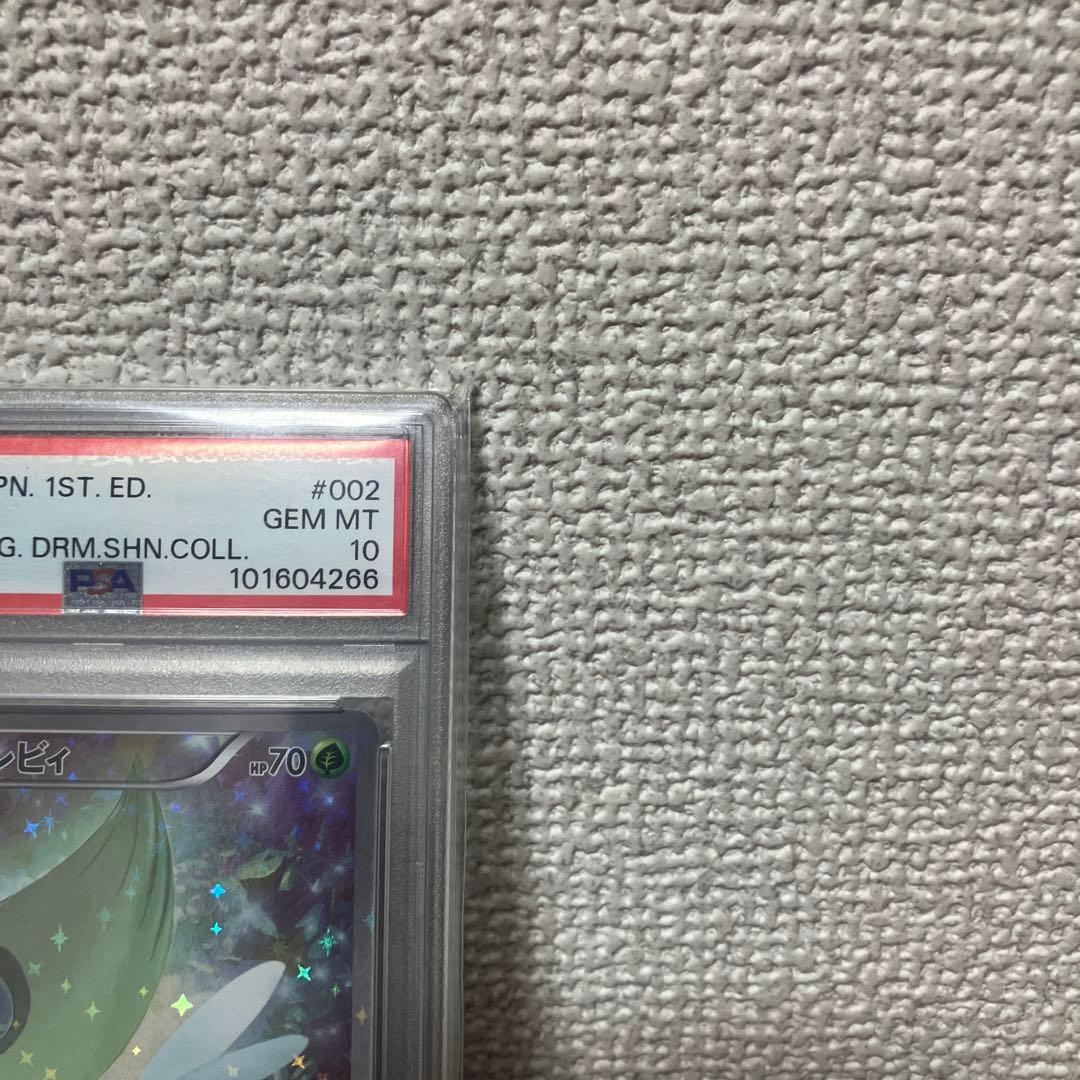 PN. 1ST. ED. #002
GEM MT
G. DRM.SHN.COLL. 10
PSA 101604266
ビィ HP70